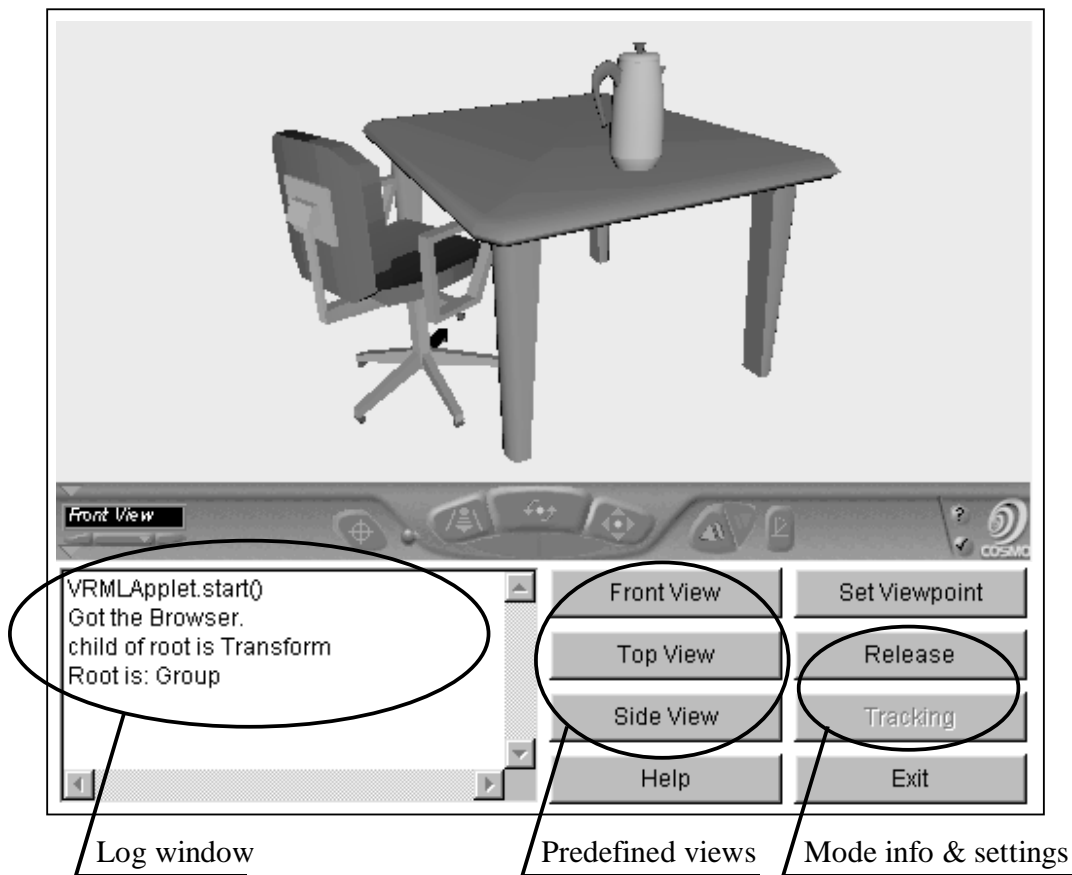 Front View
?
COSMO
VRMLApplet.start()
Got the Browser.
child of root is Transform
Root is: Group
Front View
Set Viewpoint
Top View
Release
Side View
Tracking
Help
Exit
Log window
Predefined views
Mode info & settings